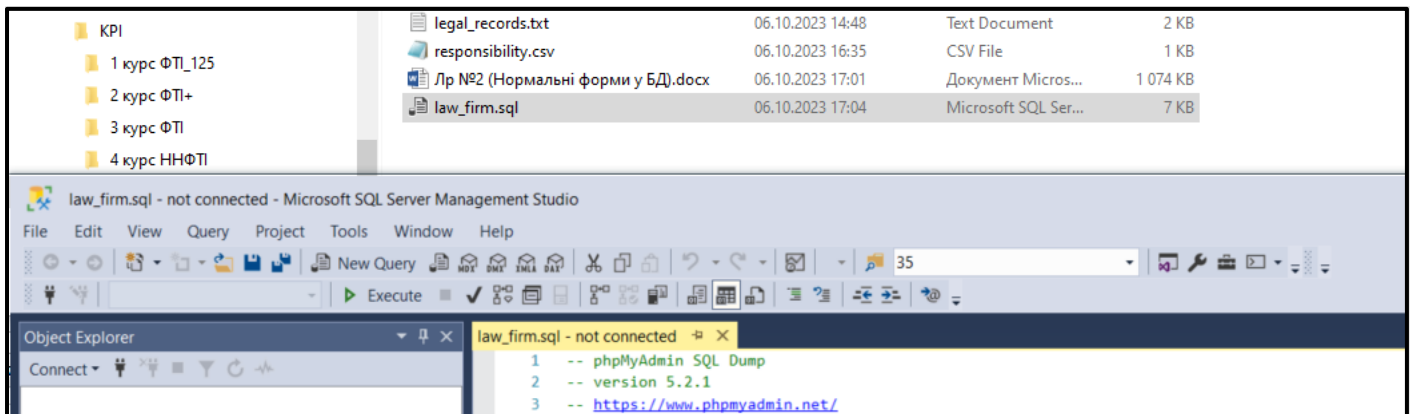 KPI
1 курс ФТІ_125
2 курс ФТІ+
3 курс ФТІ
4 курс ННФТІ
legal_records.txt 06.10.2023 14:48 Text Document 2 KB
responsibility.csv 06.10.2023 16:35 CSV File 1 KB
Лр №2 (Нормальні форми у БД).docx 06.10.2023 17:01 Документ Micros... 1 074 KB
law_firm.sql 06.10.2023 17:04 Microsoft SQL Ser... 7 KB
law_firm.sql - not connected - Microsoft SQL Server Management Studio
File Edit View Query Project Tools Window Help
New Query MDX DMX XMLA DAX 35
Execute
Object Explorer
Connect
law_firm.sql - not connected
1 -- phpMyAdmin SQL Dump
2 -- version 5.2.1
3 -- https://www.phpmyadmin.net/